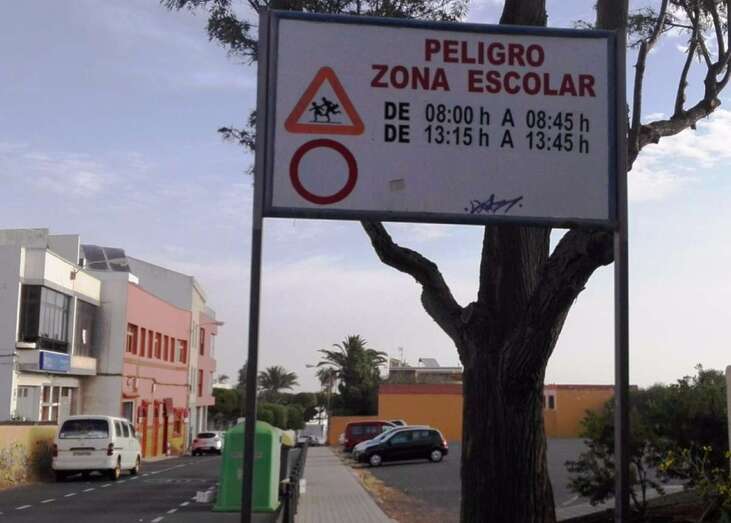 PELIGRO
ZONA ESCOLAR
DE 08:00 h A 08:45 h
DE 13:15 h A 13:45 h